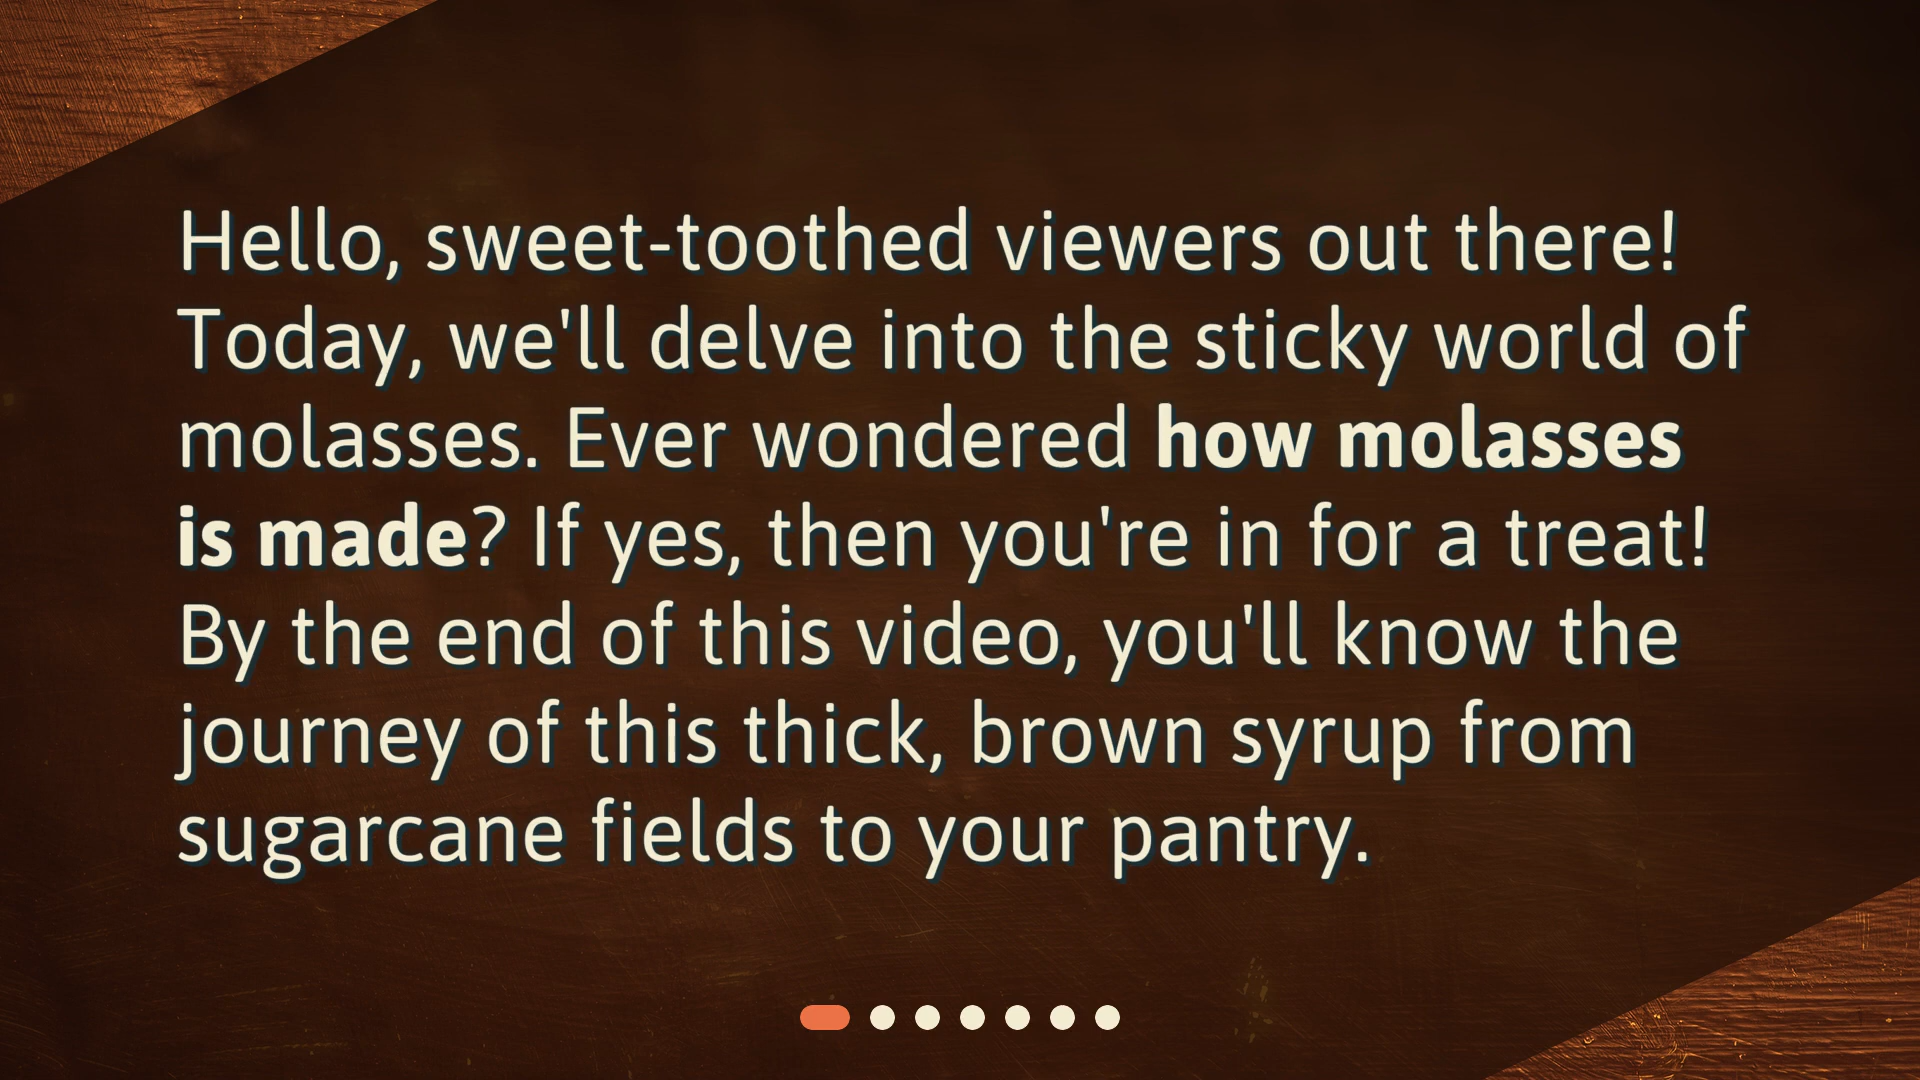 Hello, sweet-toothed viewers out there!
Today, we'll delve into the sticky world of
molasses. Ever wondered how molasses
is made? If yes, then you're in for a treat!
By the end of this video, you'll know the
journey of this thick, brown syrup from
sugarcane fields to your pantry.